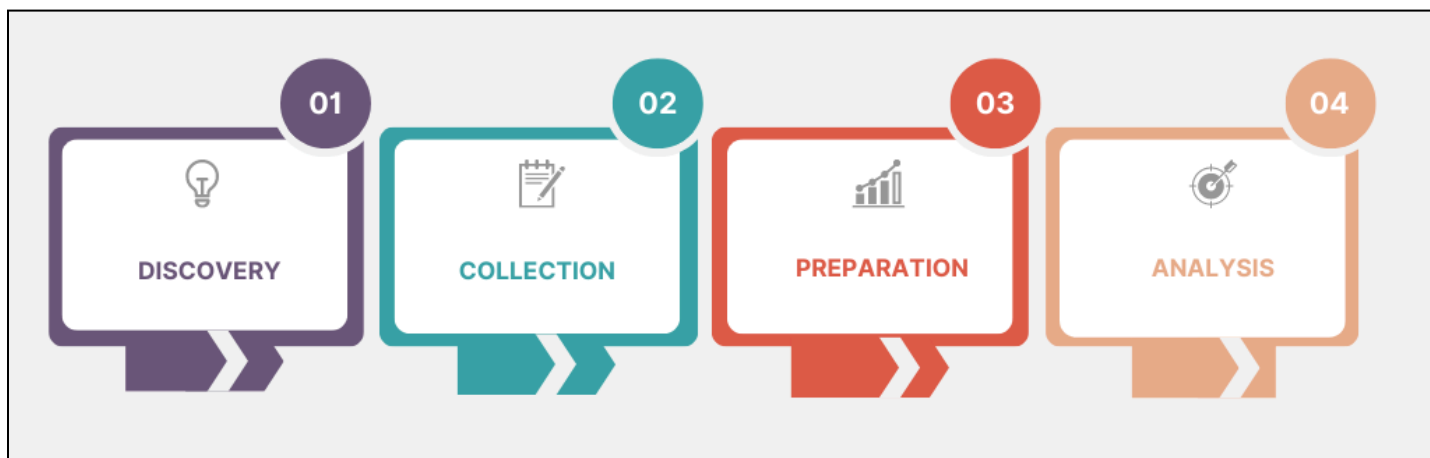 01
02
03
04
DISCOVERY
COLLECTION
PREPARATION
ANALYSIS